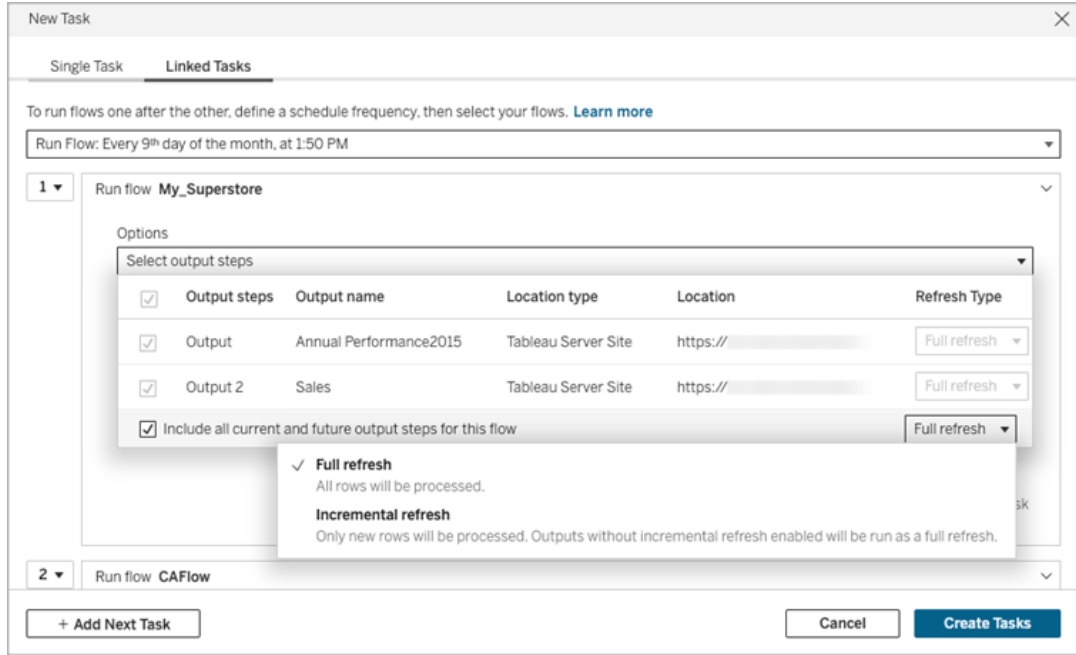 New Task
Single Task Linked Tasks
To run flows one after the other, define a schedule frequency, then select your flows. Learn more
Run Flow: Every 9th day of the month, at 1:50 PM
1 Run flow My_Superstore
Options
Select output steps
Output steps Output name Location type Location Refresh Type
Output Annual Performance2015 Tableau Server Site https:// Full refresh
Output 2 Sales Tableau Server Site https:// Full refresh
Include all current and future output steps for this flow Full refresh
Full refresh
All rows will be processed.
Incremental refresh
Only new rows will be processed. Outputs without incremental refresh enabled will be run as a full refresh.
2 Run flow CAFlow
+ Add Next Task Cancel Create Tasks